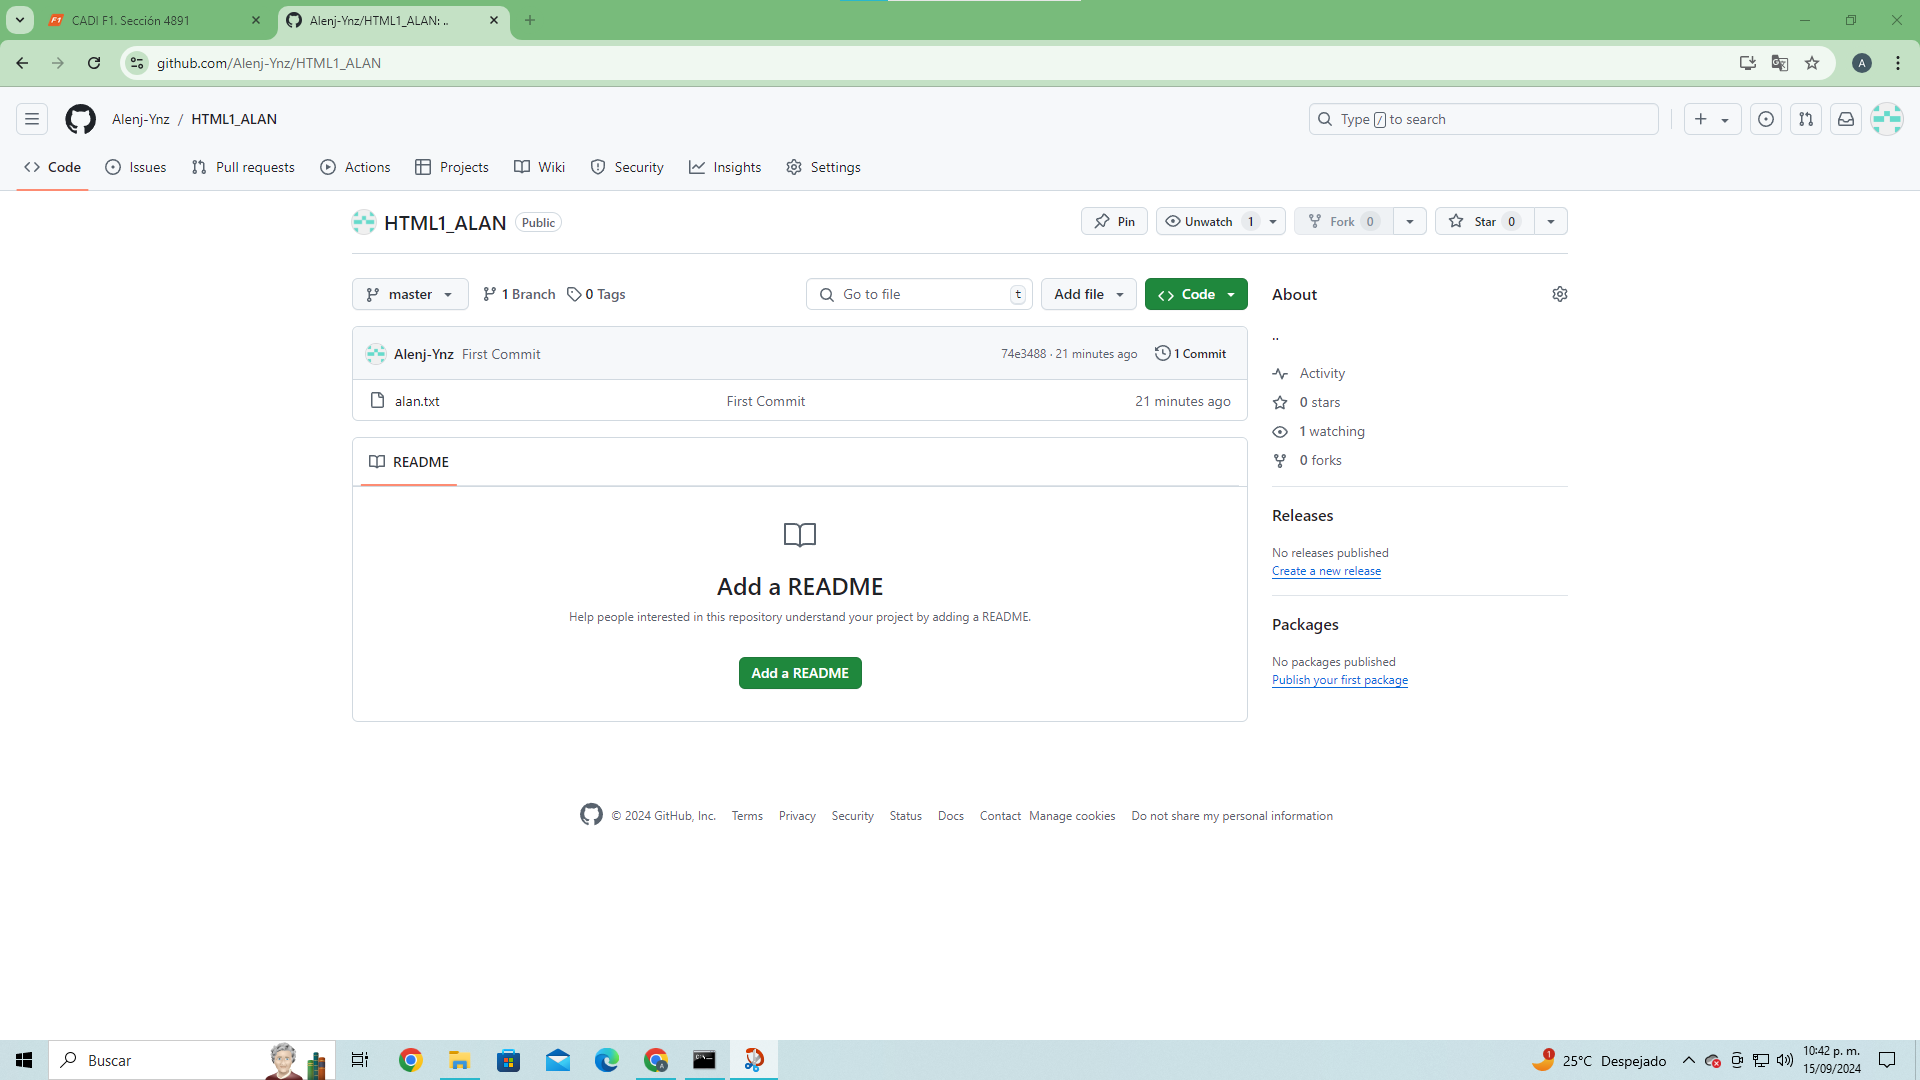 CADI F1. Sección 4891
Alenj-Ynz/HTML1_ALAN: ..
github.com/Alenj-Ynz/HTML1_ALAN
A
Alenj-Ynz / HTML1_ALAN
Type / to search
Code Issues Pull requests Actions Projects Wiki Security Insights Settings
HTML1_ALAN Public
Pin Unwatch 1 Fork 0 Star 0
master 1 Branch 0 Tags
Go to file t Add file Code
About
..
Alenj-Ynz First Commit 74e3488 · 21 minutes ago 1 Commit
alan.txt First Commit 21 minutes ago
Activity
0 stars
1 watching
0 forks
README
Add a README
Help people interested in this repository understand your project by adding a README.
Add a README
Releases
No releases published
Create a new release
Packages
No packages published
Publish your first package
© 2024 GitHub, Inc. Terms Privacy Security Status Docs Contact Manage cookies Do not share my personal information
Buscar
1
25°C Despejado
10:42 p. m.
15/09/2024